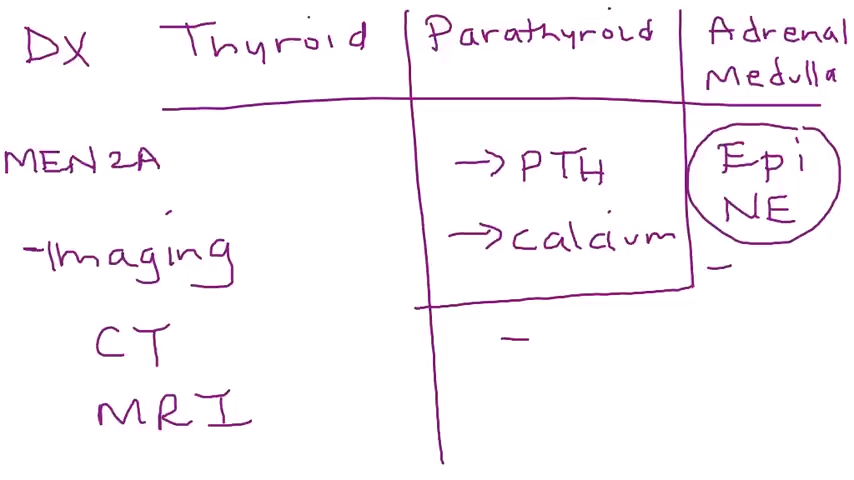 DX Thyroid Parathyroid Adrenal Medulla
MEN2A → PTH Epi
→ Calcium NE
-Imaging -
CT -
MRI